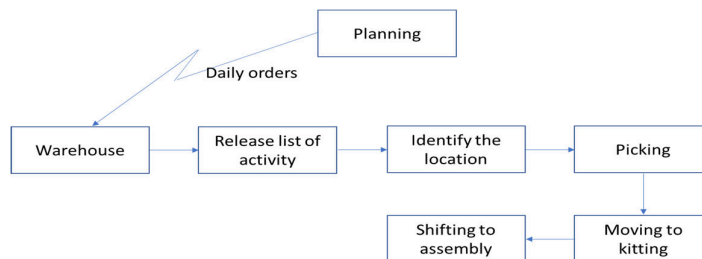 Planning
Daily orders
Warehouse
Release list of
activity
Identify the
location
Picking
Shifting to
assembly
Moving to
kitting